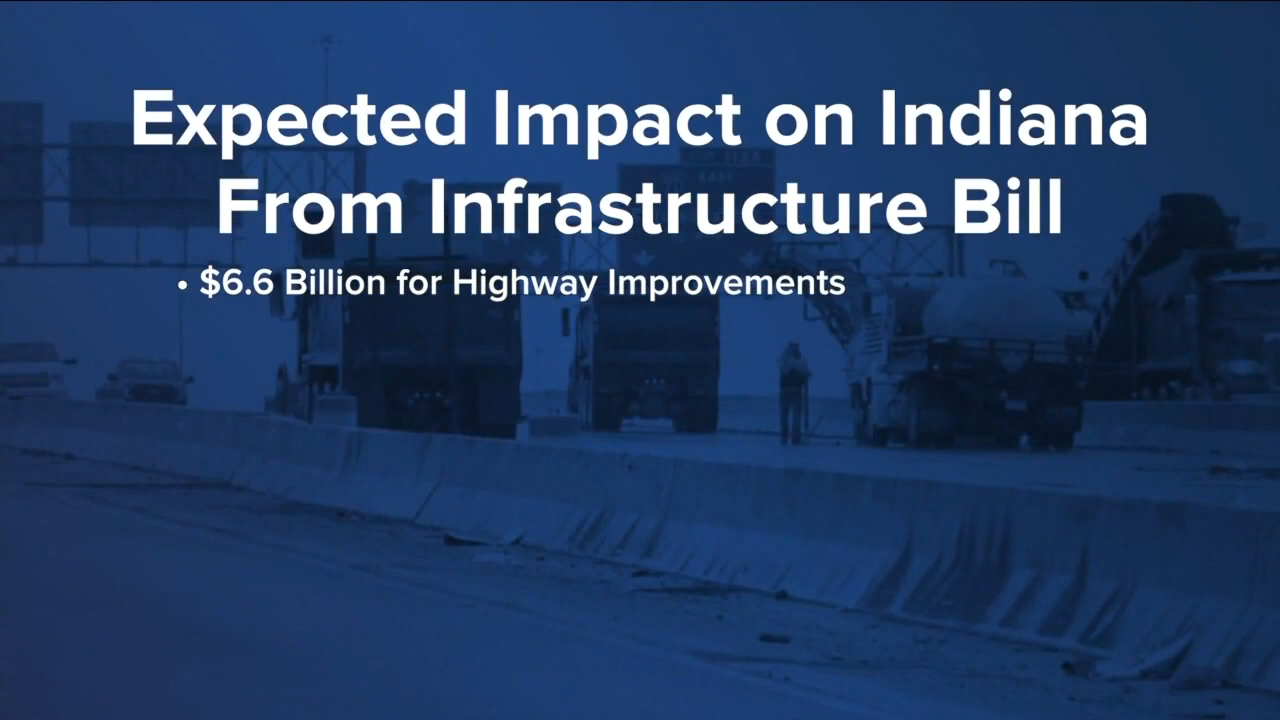 Expected Impact on Indiana
From Infrastructure Bill
• $6.6 Billion for Highway Improvements